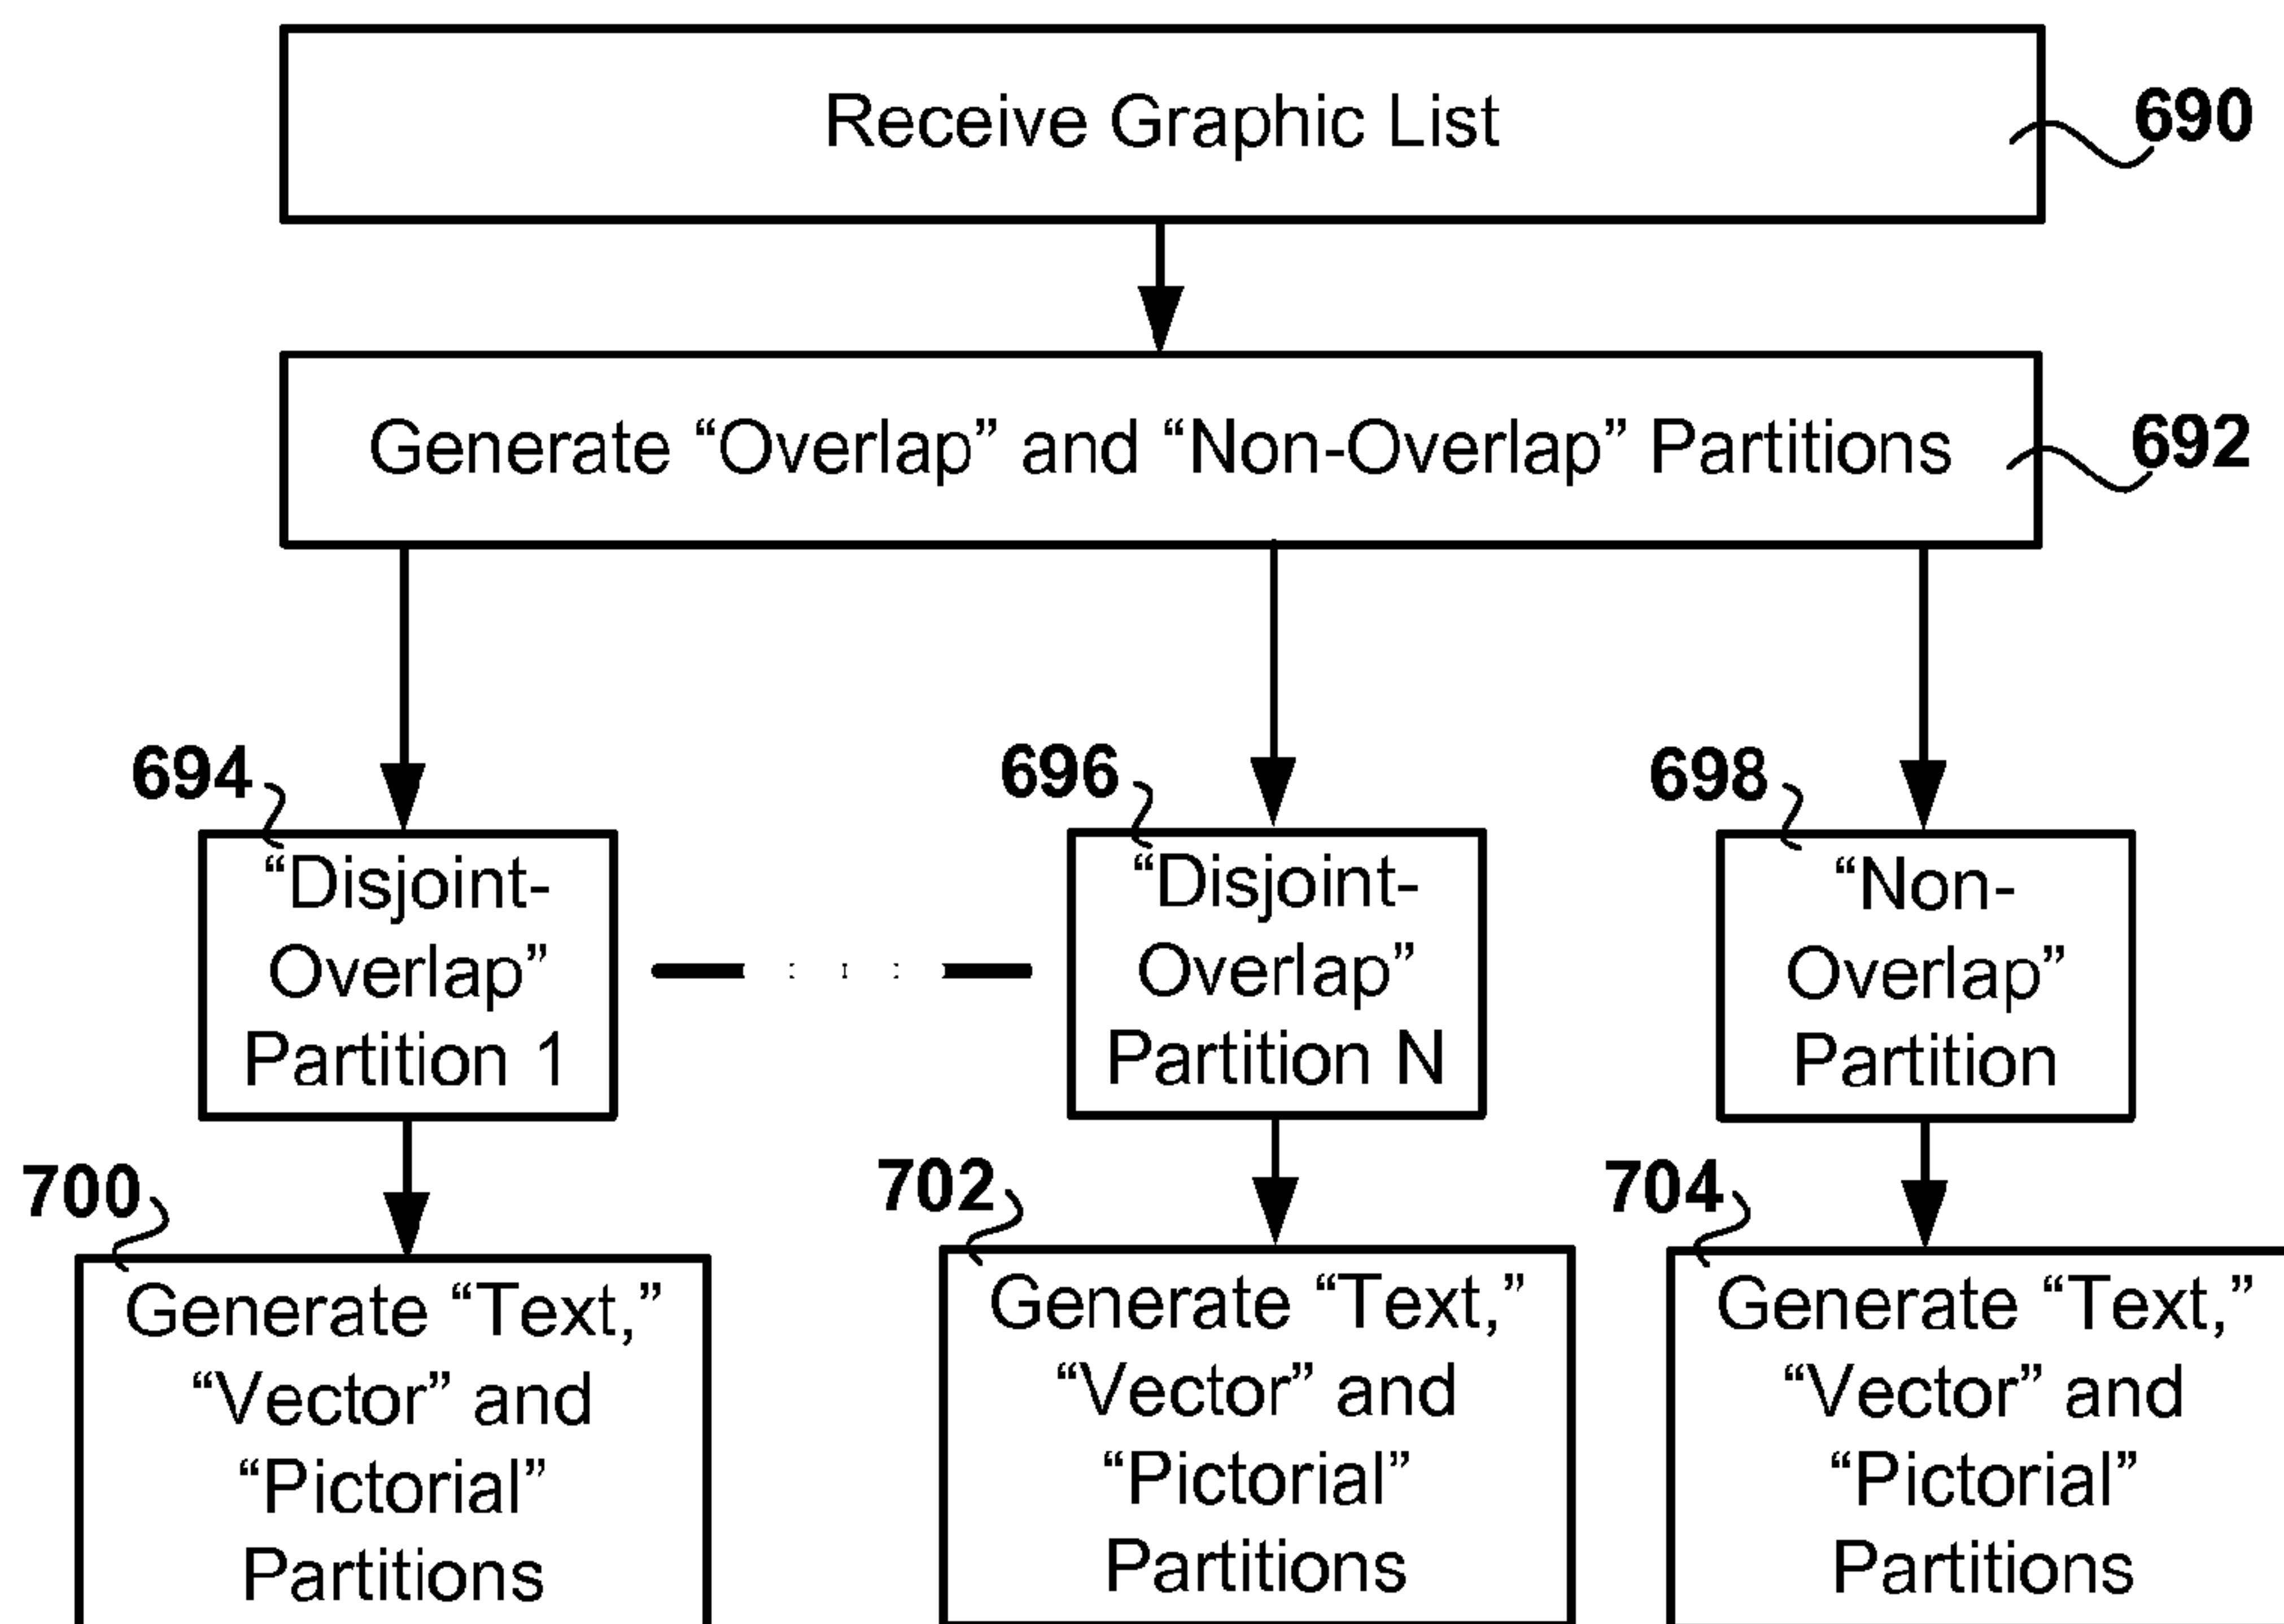 Receive Graphic List
690
Generate “Overlap” and “Non-Overlap” Partitions
692
694
“Disjoint-
Overlap”
Partition 1
696
“Disjoint-
Overlap”
Partition N
698
“Non-
Overlap”
Partition
700
Generate “Text,”
“Vector” and
“Pictorial”
Partitions
702
Generate “Text,”
“Vector” and
“Pictorial”
Partitions
704
Generate “Text,”
“Vector” and
“Pictorial”
Partitions